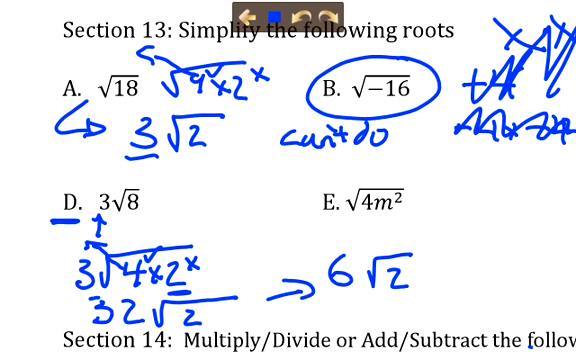 Section 13: Simplify the following roots
A. √18 √4×2
B. √−16
3√2 can't do
D. 3√8
E. √4m²
3√4×2
32√2 → 6√2
Section 14: Multiply/Divide or Add/Subtract the follow